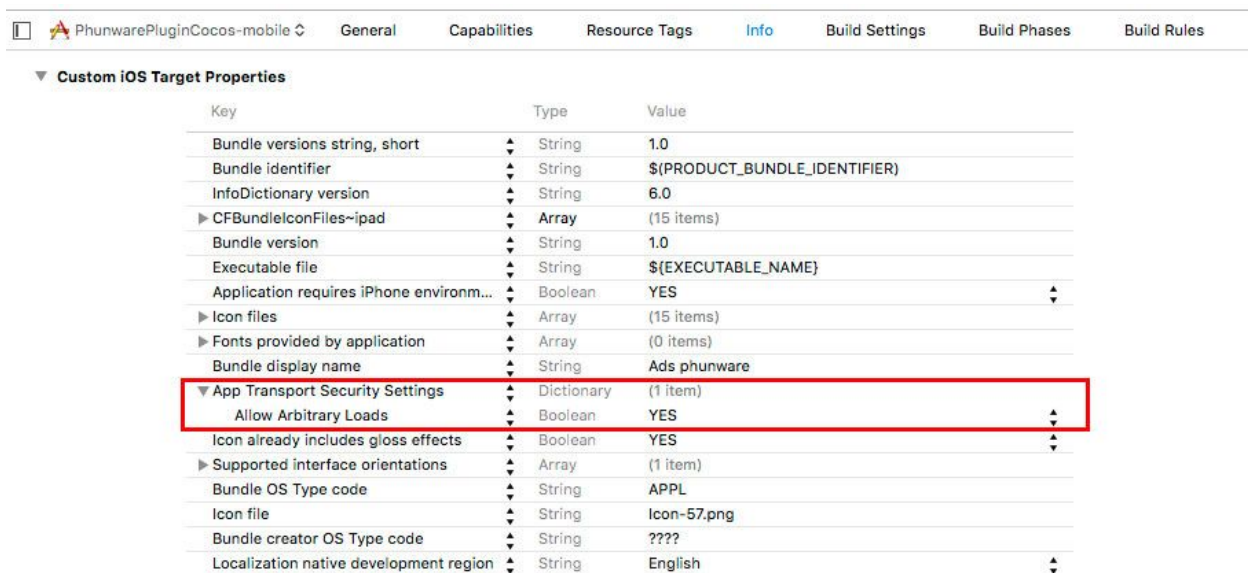 PhunwarePluginCocos-mobile General Capabilities Resource Tags Info Build Settings Build Phases Build Rules
Custom iOS Target Properties
Key Type Value
Bundle versions string, short String 1.0
Bundle identifier String $(PRODUCT_BUNDLE_IDENTIFIER)
InfoDictionary version String 6.0
CFBundleIconFiles~ipad Array (15 items)
Bundle version String 1.0
Executable file String ${EXECUTABLE_NAME}
Application requires iPhone environm... Boolean YES
Icon files Array (15 items)
Fonts provided by application Array (0 items)
Bundle display name String Ads phunware
App Transport Security Settings Dictionary (1 item)
Allow Arbitrary Loads Boolean YES
Icon already includes gloss effects Boolean YES
Supported interface orientations Array (1 item)
Bundle OS Type code String APPL
Icon file String Icon-57.png
Bundle creator OS Type code String ????
Localization native development region String English